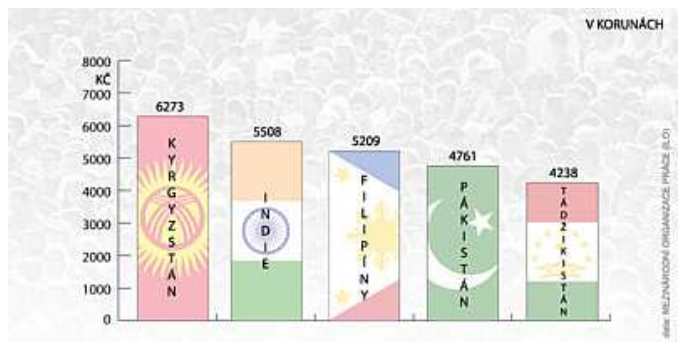 V KORUNÁCH
8000
KČ
7000
6000
5000
4000
3000
2000
1000
0
6273
KYRGYZSTÁN
5508
INDIE
5209
FILIPÍNY
4761
PÁKISTÁN
4238
TÁDŽIKISTÁN
data: MEZINÁRODNÍ ORGANIZACE PRÁCE (ILO)